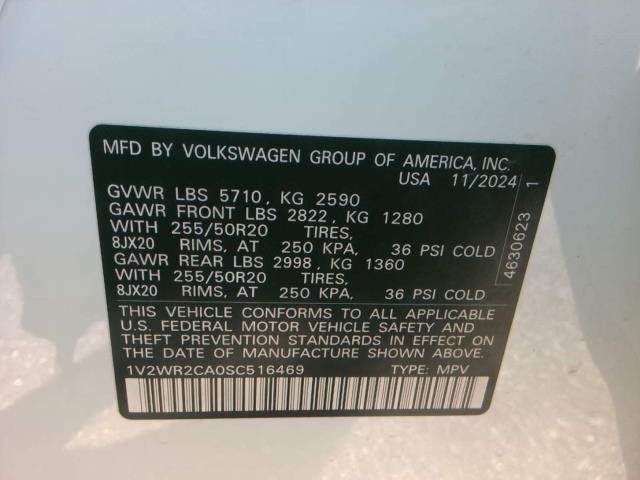 MFD BY VOLKSWAGEN GROUP OF AMERICA, INC.
USA 11/2024
GVWR LBS 5710, KG 2590
GAWR FRONT LBS 2822, KG 1280
WITH 255/50R20 TIRES,
8JX20 RIMS, AT 250 KPA, 36 PSI COLD
GAWR REAR LBS 2998, KG 1360
WITH 255/50R20 TIRES,
8JX20 RIMS, AT 250 KPA, 36 PSI COLD
THIS VEHICLE CONFORMS TO ALL APPLICABLE
U.S. FEDERAL MOTOR VEHICLE SAFETY AND
THEFT PREVENTION STANDARDS IN EFFECT ON
THE DATE OF MANUFACTURE SHOWN ABOVE.
1V2WR2CA0SC516469 TYPE: MPV
4630623 1